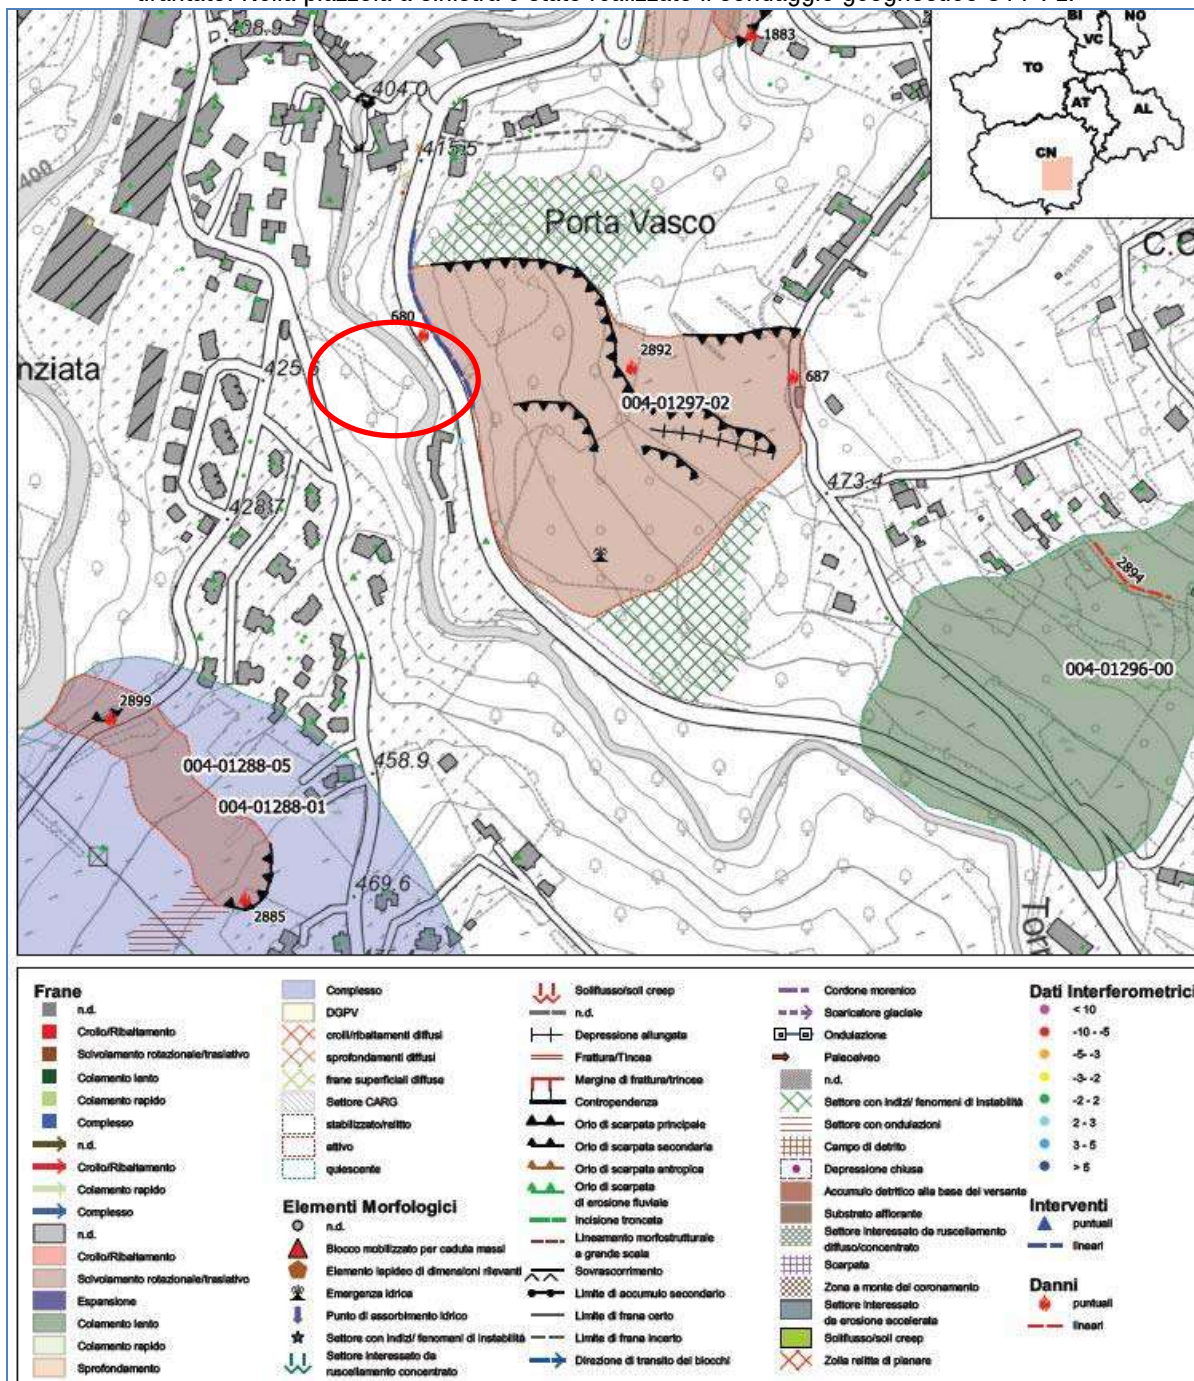 BI NO
VC
TO
AT
AL
CN
408.9
1883
404.0
415.5
400
Porta Vasco
C.C
680
2892
687
nziata
425.5
004-01297-02
473.4
428.7
2894
004-01296-00
2899
004-01288-05
458.9
004-01288-01
469.6
2885
Torr
Frane
n.d.
Crollo/Ribaltamento
Scivolamento rotazionale/traslativo
Colamento lento
Colamento rapido
Complesso
n.d.
Crollo/Ribaltamento
Colamento rapido
Complesso
n.d.
Crollo/Ribaltamento
Scivolamento rotazionale/traslativo
Espansione
Colamento lento
Colamento rapido
Sprofondamento
Complesso
DGPV
crolli/ribaltamenti diffusi
sprofondamenti diffusi
frane superficiali diffuse
Settore CARG
stabilizzato/relitto
attivo
quiescente
Elementi Morfologici
n.d.
Blocco mobilizzato per caduta massi
Elemento lapideo di dimensioni rilevanti
Emergenza idrica
Punto di assorbimento idrico
Settore con indizi/ fenomeni di instabilità
Settore interessato da
ruscellamento concentrato
Soliflusso/soil creep
n.d.
Depressione allungata
Frattura/Tincea
Margine di frattura/trincea
Contropendenza
Orlo di scarpata principale
Orlo di scarpata secondaria
Orlo di scarpata antropica
Orlo di scarpata
di erosione fluviale
Incisione troncata
Lineamento morfostrutturale
a grande scala
Sovrascorrimento
Limite di accumulo secondario
Limite di frana certo
Limite di frana incerto
Direzione di transito dei blocchi
Cordone morenico
Scaricatore glaciale
Ondulazione
Paleoalveo
n.d.
Settore con indizi/ fenomeni di instabilità
Settore con ondulazioni
Campo di detrito
Depressione chiusa
Accumulo detritico alla base del versante
Substrato affiorante
Settore interessato da ruscellamento
diffuso/concentrato
Scarpata
Zona a monte del coronamento
Settore interessato
da erosione accelerata
Soliflusso/soil creep
Zolla relitta di pianare
Dati Interferometrici
< 10
-10 - -5
-5 - -3
-3 - -2
-2 - 2
2 - 3
3 - 5
> 5
Interventi
puntuali
lineari
Danni
puntuali
lineari